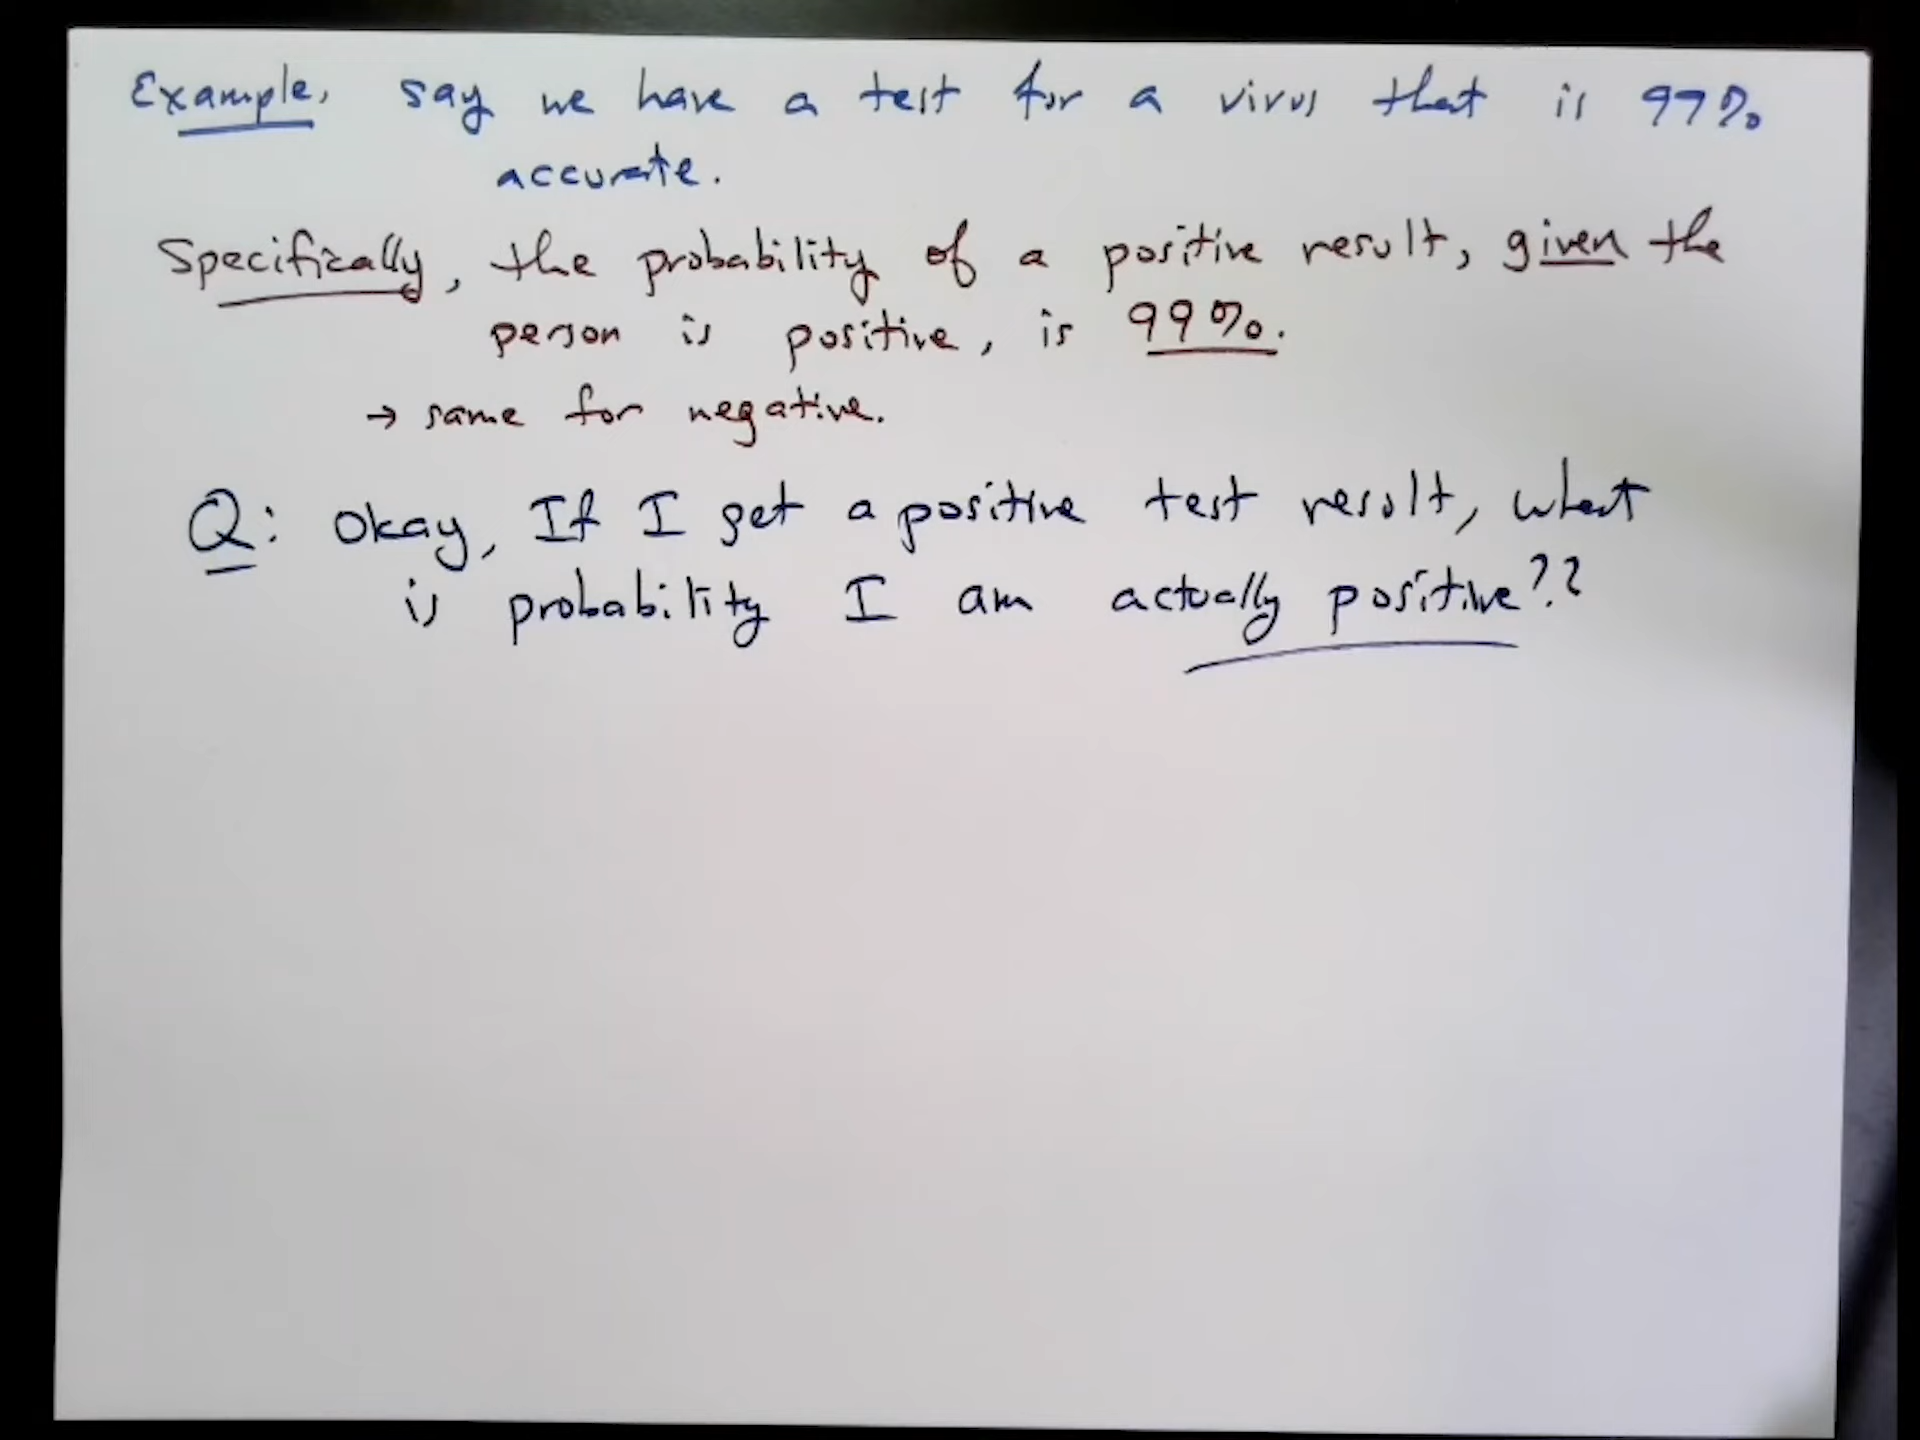 Example, say we have a test for a virus that is 99%
accurate.
Specifically, the probability of a positive result, given the
person is positive, is 99%.
→ same for negative.
Q: Okay, If I get a positive test result, what
is probability I am actually positive??